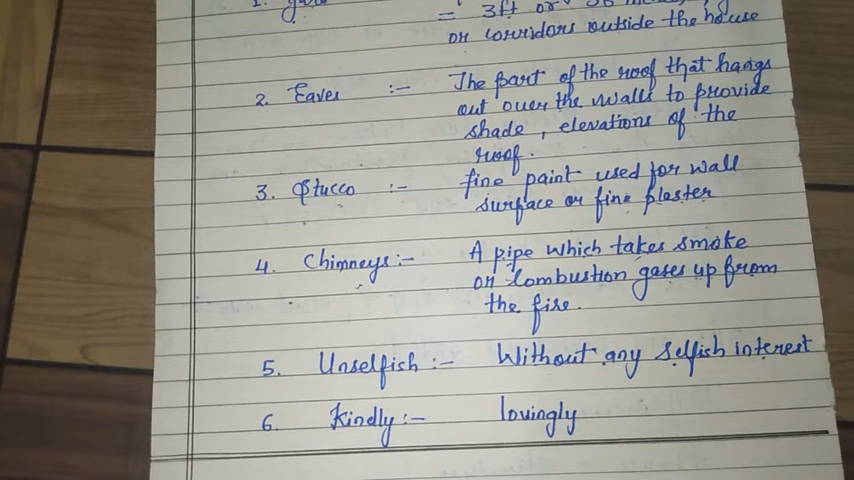 1.
= 3ft or 36
or corridors outside the house
2. Eaves :- The part of the roof that hangs
out over the walls to provide
shade, elevations of the
roof.
3. Stucco :- fine paint used for wall
surface or fine plaster
4. Chimneys :- A pipe which takes smoke
or combustion gases up from
the fire.
5. Unselfish :- Without any selfish interest
6. Kindly :- lovingly